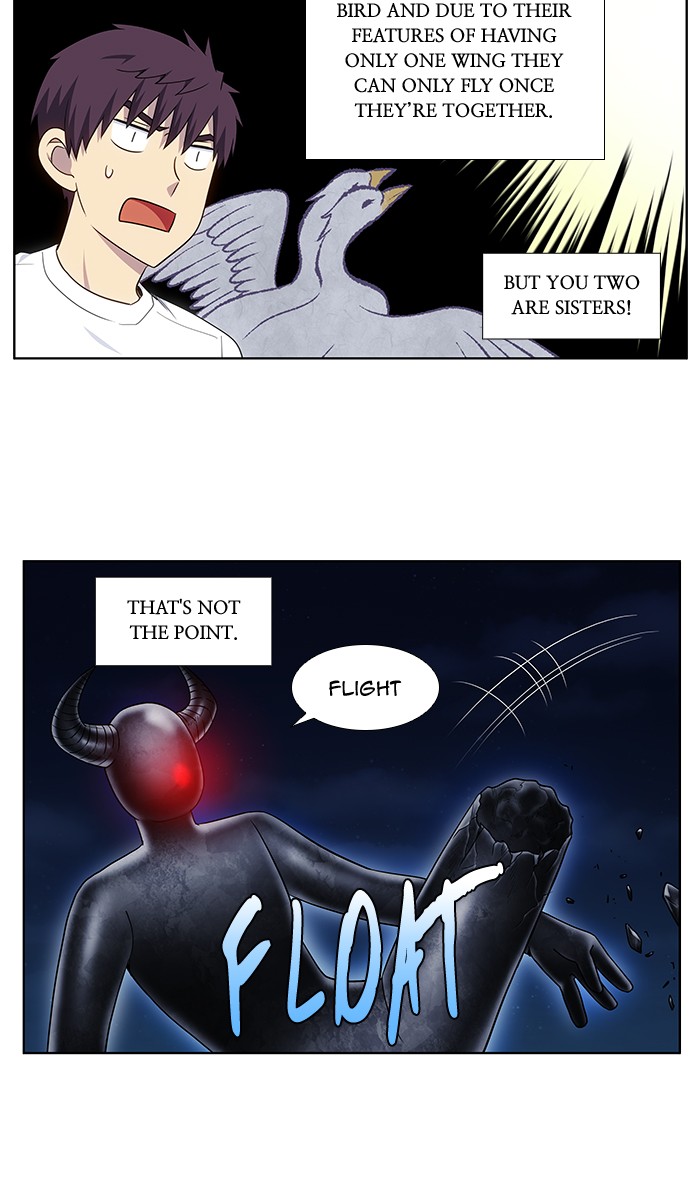 BIRD AND DUE TO THEIR
FEATURES OF HAVING
ONLY ONE WING THEY
CAN ONLY FLY ONCE
THEY’RE TOGETHER.
BUT YOU TWO
ARE SISTERS!
THAT'S NOT
THE POINT.
FLIGHT
FLOAT